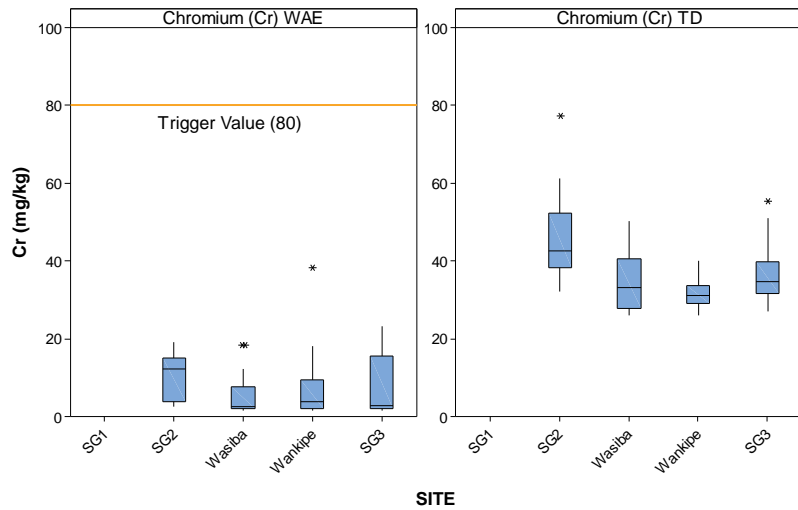 Chromium (Cr) WAE
Chromium (Cr) TD
100
80
60
40
20
0
Trigger Value (80)
100
80
60
40
20
0
Cr (mg/kg)
SG1 SG2 Wasiba Wankipe SG3
SG1 SG2 Wasiba Wankipe SG3
SITE